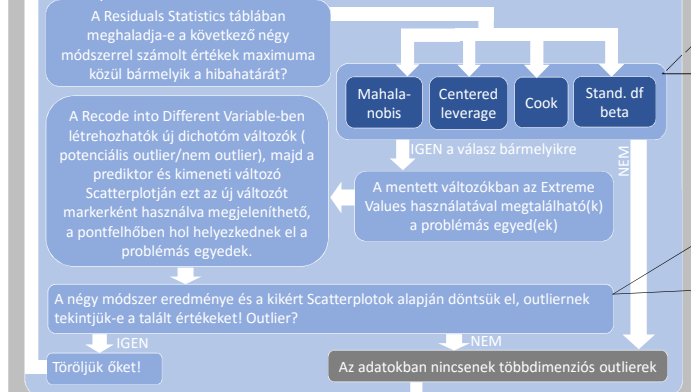 A Residuals Statistics táblában
meghaladja-e a következő négy
módszerrel számolt értékek maximuma
közül bármelyik a hibahatárát?
Mahala-
nobis
Centered
leverage
Cook
Stand. df
beta
IGEN a válasz bármelyikre
NEM
A mentett változókban az Extreme
Values használatával megtalálható(k)
a problémás egyed(ek)
A Recode into Different Variable-ben
létrehozhatók új dichotóm változók (
potenciális outlier/nem outlier), majd a
prediktor és kimeneti változó
Scatterplotján ezt az új változót
markerként használva megjeleníthető,
a pontfelhőben hol helyezkednek el a
problémás egyedek.
A négy módszer eredménye és a kikért Scatterplotok alapján döntsük el, outliernek
tekintjük-e a talált értékeket! Outlier?
IGEN
NEM
Töröljük őket!
Az adatokban nincsenek többdimenziós outlierek